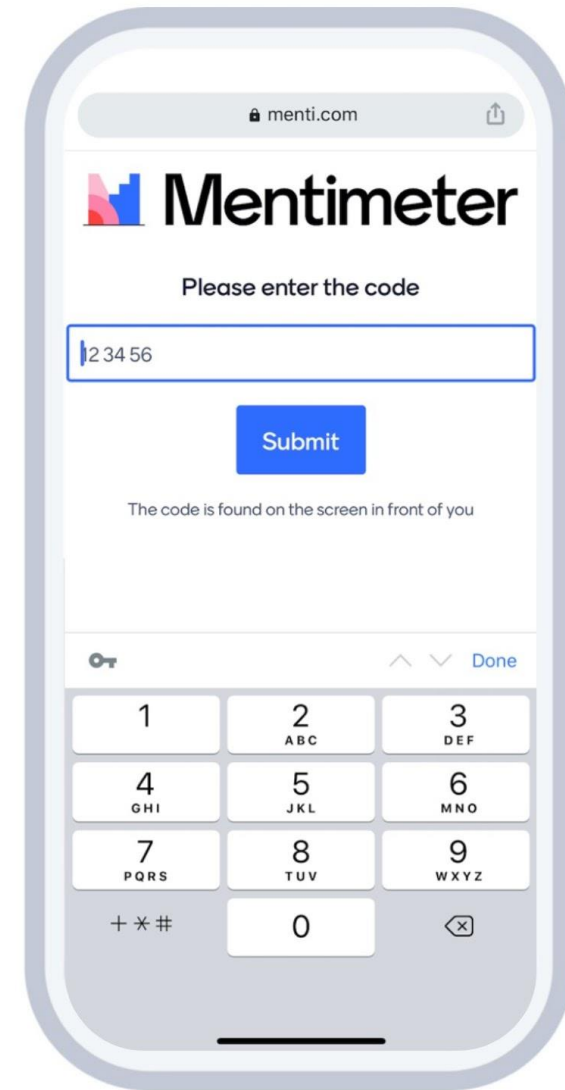 menti.com
Mentimeter
Please enter the code
12 34 56
Submit
The code is found on the screen in front of you
Done
1 2 3
ABC DEF
4 5 6
GHI JKL MNO
7 8 9
PQRS TUV WXYZ
+ * # 0